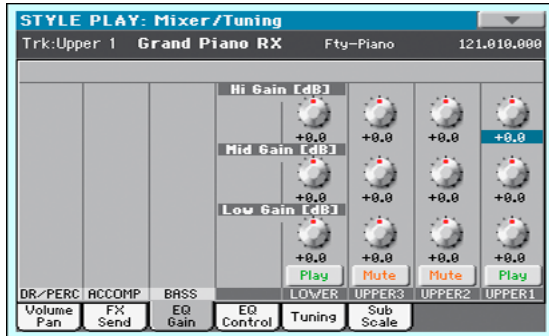 STYLE PLAY: Mixer/Tuning
Trk:Upper 1 Grand Piano RX Fty-Piano 121.010.000
Hi Gain [dB]
+0.0 +0.0 +0.0 +0.0
Mid Gain [dB]
+0.0 +0.0 +0.0 +0.0
Low Gain [dB]
+0.0 +0.0 +0.0 +0.0
Play Mute Mute Play
DR/PERC ACCOMP BASS LOWER UPPER3 UPPER2 UPPER1
Volume Pan FX Send EQ Gain EQ Control Tuning Sub Scale